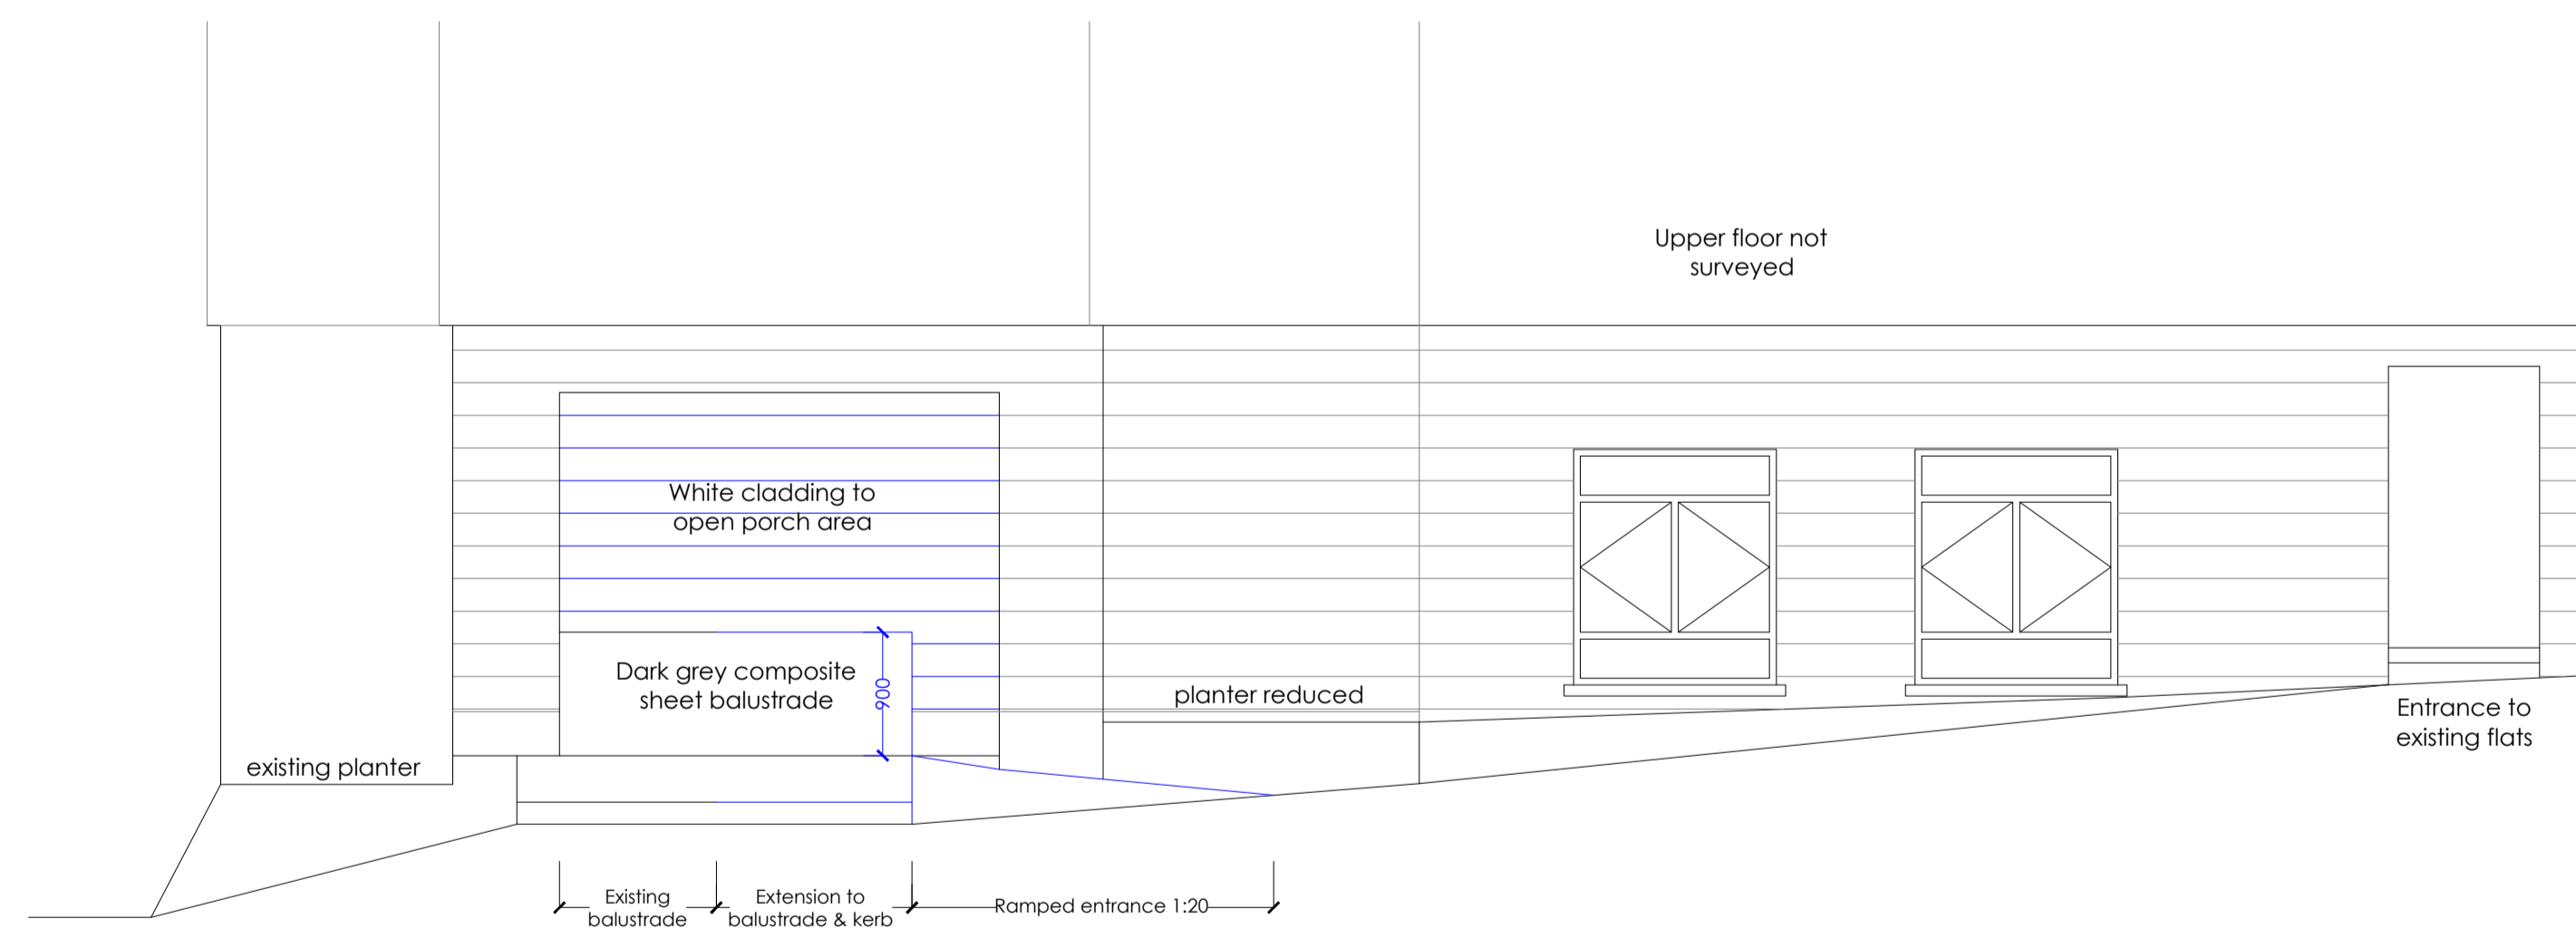 Upper floor not
surveyed
White cladding to
open porch area
Dark grey composite
sheet balustrade
900
planter reduced
Entrance to
existing flats
existing planter
Existing
balustrade
Extension to
balustrade & kerb
Ramped entrance 1:20